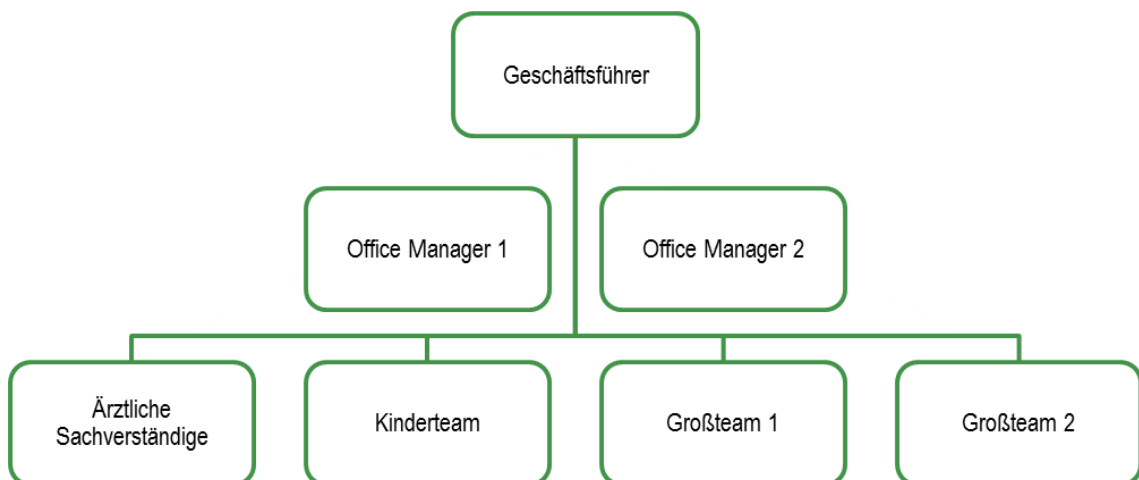 Geschäftsführer
Office Manager 1
Office Manager 2
Ärztliche
Sachverständige
Kinderteam
Großteam 1
Großteam 2